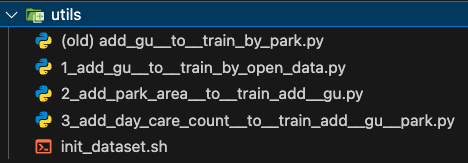 utils
(old) add_gu__to__train_by_park.py
1_add_gu__to__train_by_open_data.py
2_add_park_area__to__train_add__gu.py
3_add_day_care_count__to__train_add__gu__park.py
init_dataset.sh